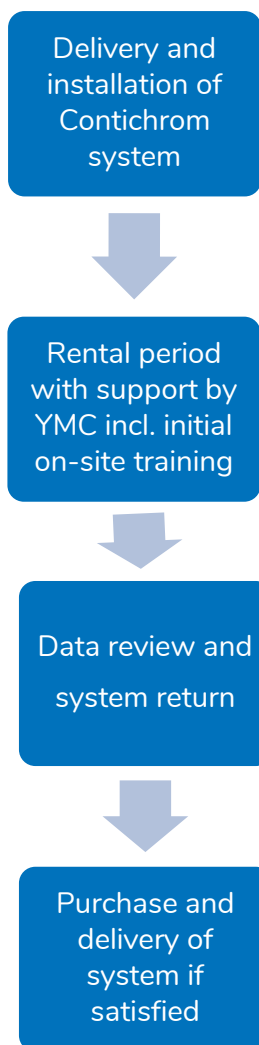 Delivery and
installation of
Contichrom
system
Rental period
with support by
YMC incl. initial
on-site training
Data review and
system return
Purchase and
delivery of
system if
satisfied